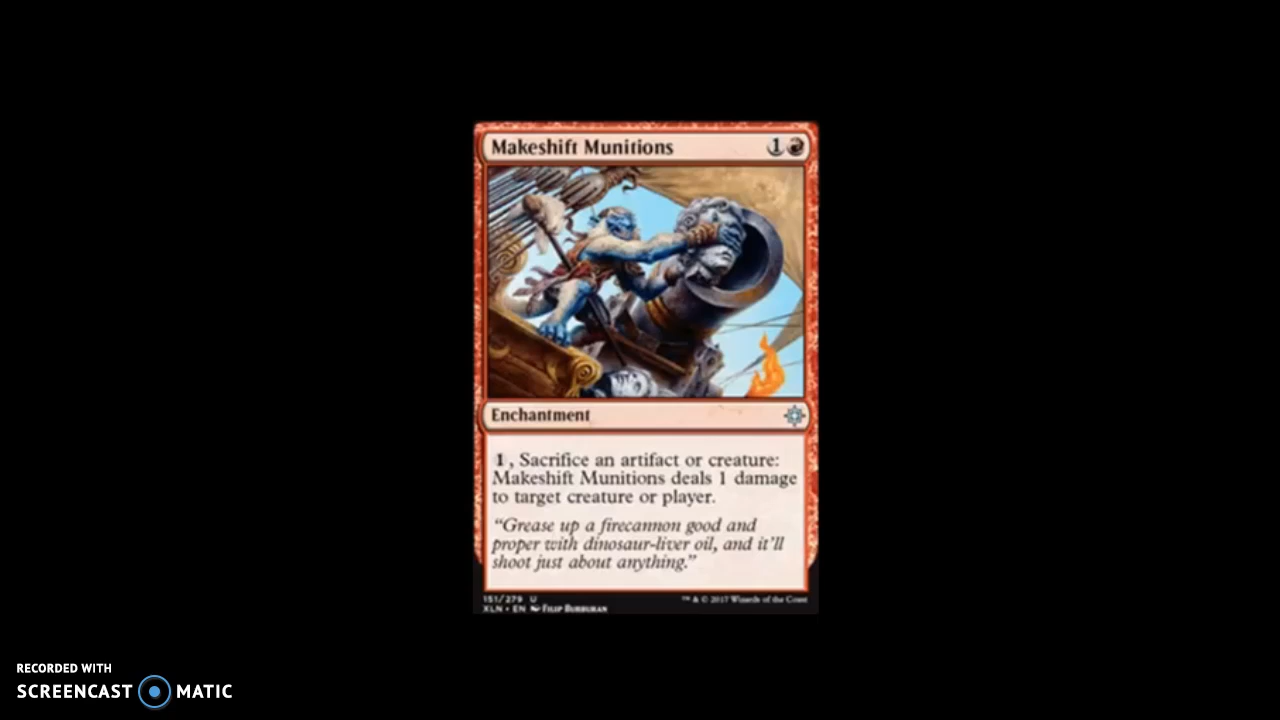 Makeshift Munitions 1
Enchantment
1, Sacrifice an artifact or creature:
Makeshift Munitions deals 1 damage
to target creature or player.
"Grease up a firecannon good and
proper with dinosaur-liver oil, and it'll
shoot just about anything."
151/279 U
™ & © 2017 Wizards of the Coast
XLN • EN Filip Burburan
RECORDED WITH
SCREENCAST MATIC